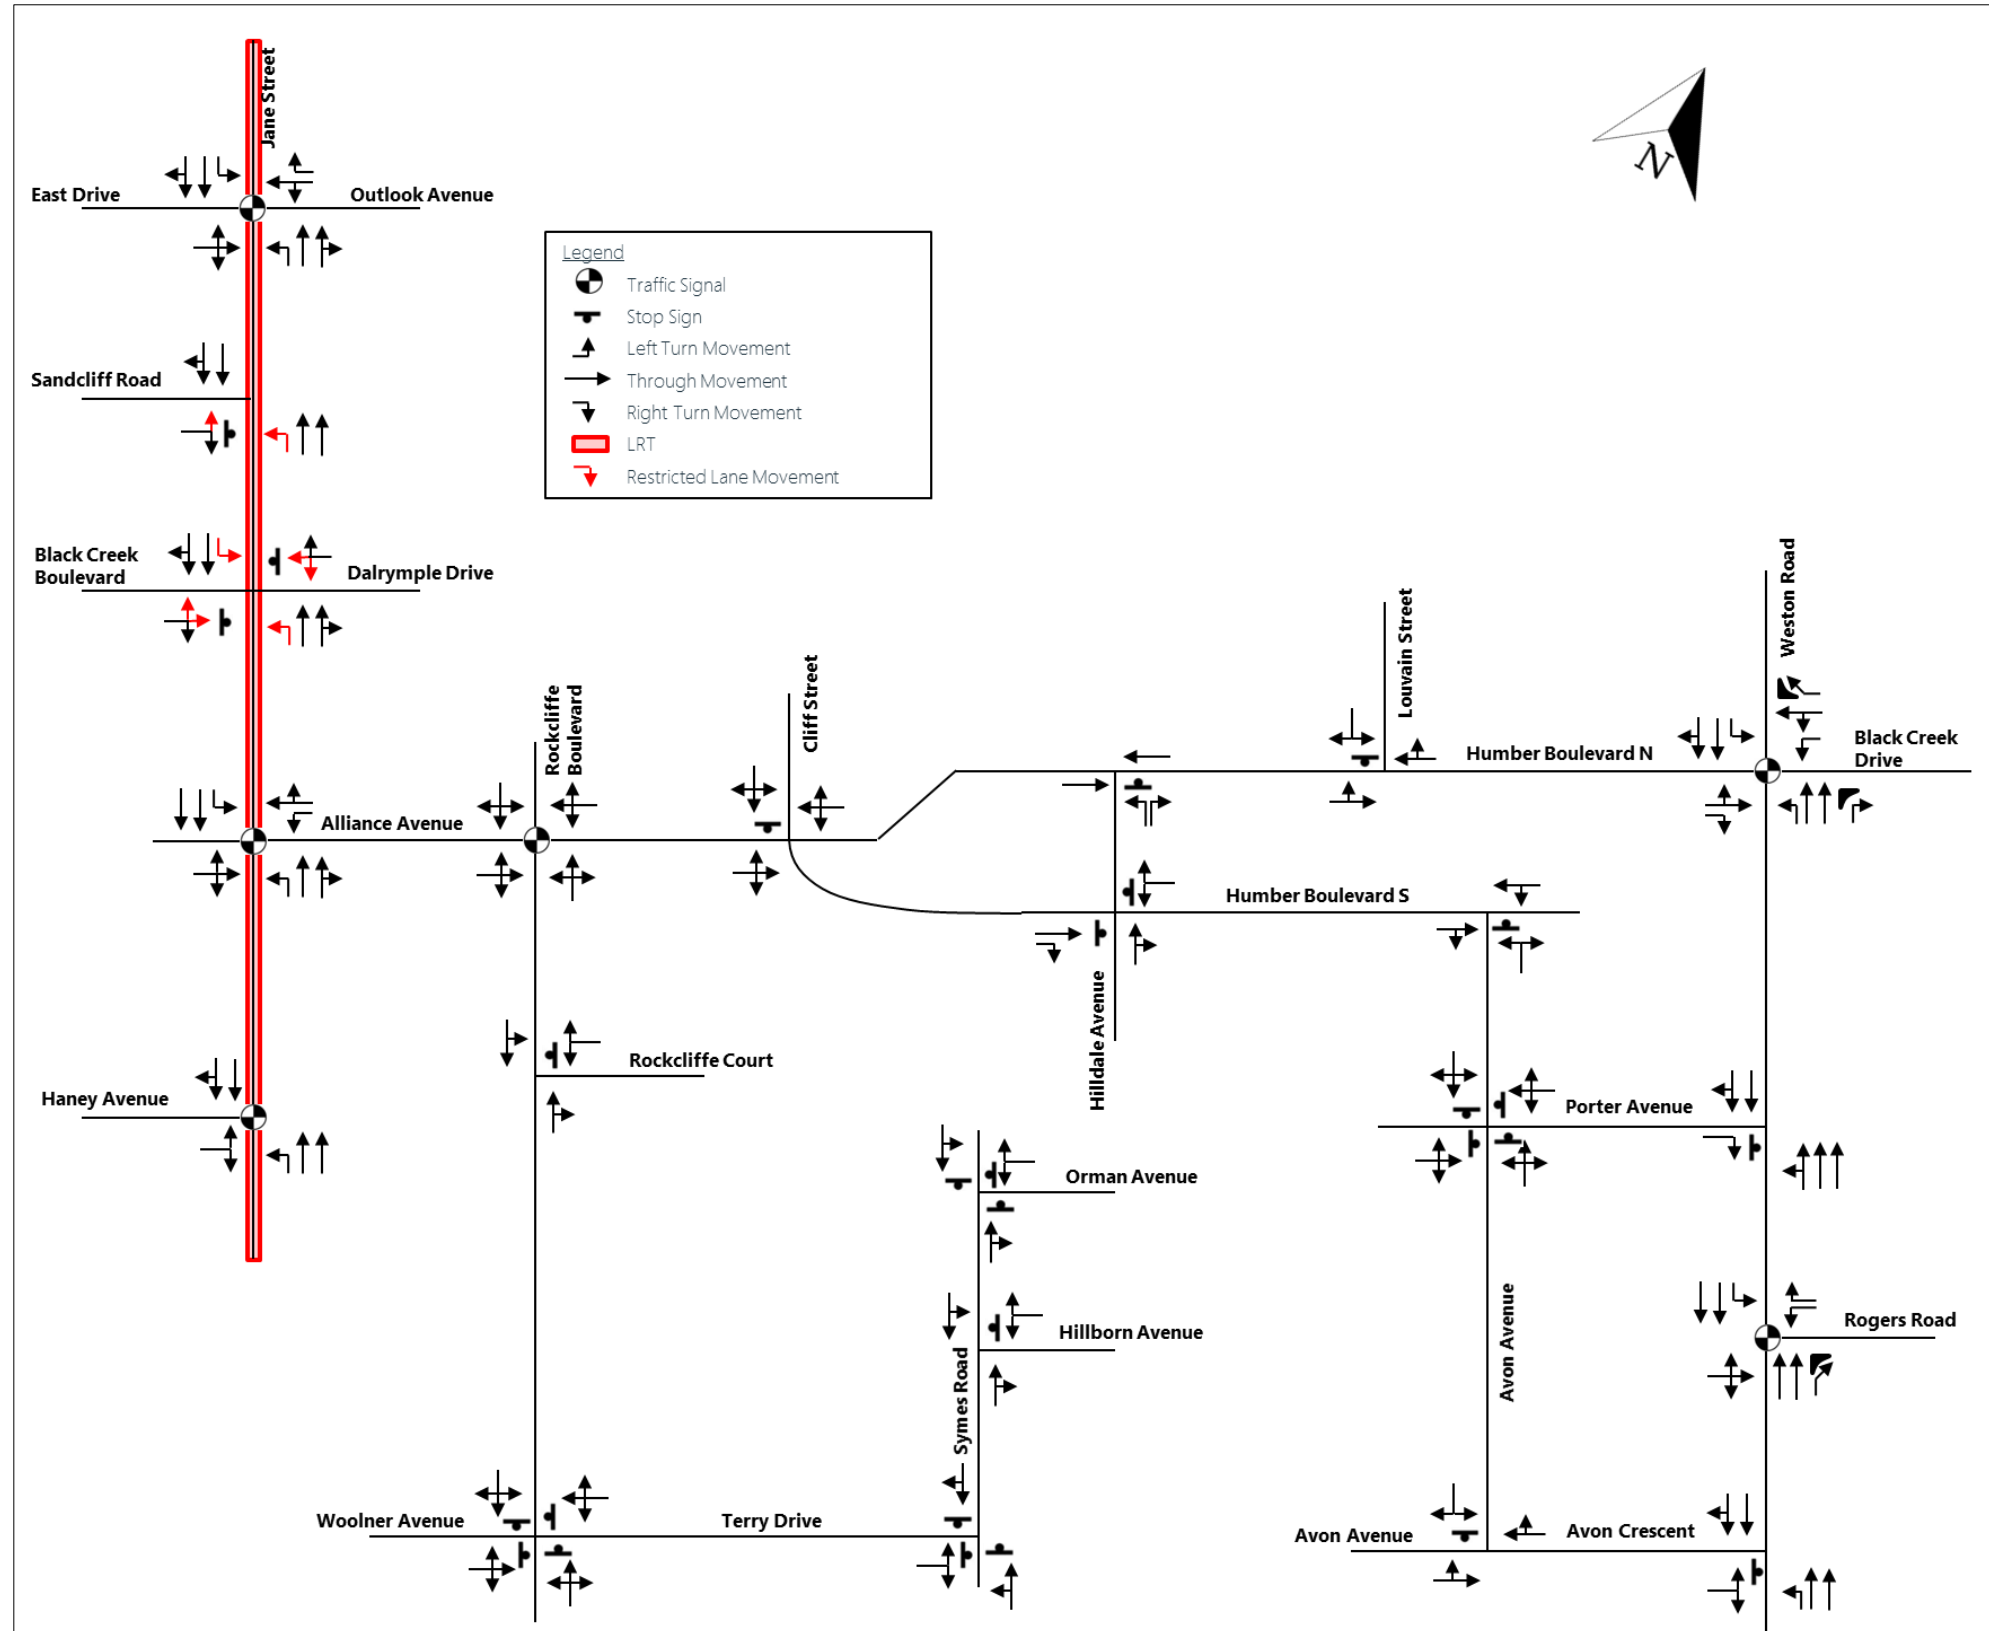 Jane Street
East Drive
Outlook Avenue
N
Legend
Traffic Signal
Stop Sign
Left Turn Movement
Through Movement
Right Turn Movement
LRT
Restricted Lane Movement
Sandcliff Road
Black Creek
Boulevard
Dalrymple Drive
Rockcliffe
Boulevard
Cliff Street
Louvain Street
Weston Road
Alliance Avenue
Humber Boulevard N
Black Creek
Drive
Humber Boulevard S
Hilldale Avenue
Haney Avenue
Rockcliffe Court
Porter Avenue
Orman Avenue
Hillborn Avenue
Symes Road
Avon Avenue
Rogers Road
Woolner Avenue
Terry Drive
Avon Avenue
Avon Crescent